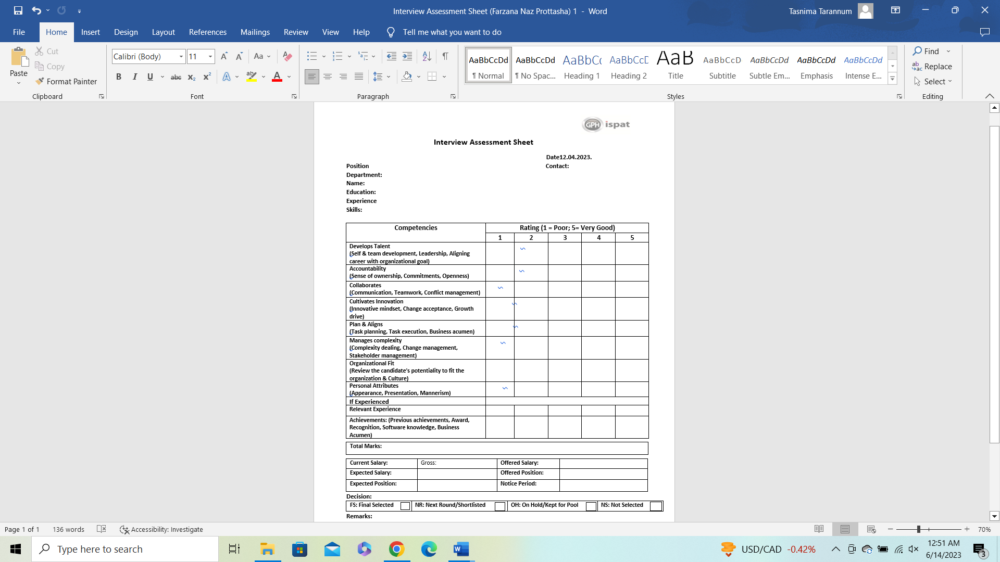 Interview Assessment Sheet (Farzana Naz Prottasha) 1 - Word
Tasnima Tarannum
File Home Insert Design Layout References Mailings Review View Help Tell me what you want to do
Paste
Cut
Copy
Format Painter
Clipboard
Calibri (Body) 11
Font
Paragraph
AaBbCcDd AaBbCcDd AaBbCc AaBbCcD AaB AaBbCcD AaBbCcDd AaBbCcDd AaBbCcDd
¶ Normal ¶ No Spac... Heading 1 Heading 2 Title Subtitle Subtle Em... Emphasis Intense E...
Styles
Find
Replace
Select
Editing
GPH ispat
Interview Assessment Sheet
Date12.04.2023.
Position Contact:
Department:
Name:
Education:
Experience
Skills:
Competencies Rating (1 = Poor; 5= Very Good)
1 2 3 4 5
Develops Talent
(Self & team development, Leadership, Aligning
career with organizational goal)
Accountability
(Sense of ownership, Commitments, Openness)
Collaborates
(Communication, Teamwork, Conflict management)
Cultivates Innovation
(Innovative mindset, Change acceptance, Growth
drive)
Plan & Aligns
(Task planning, Task execution, Business acumen)
Manages complexity
(Complexity dealing, Change management,
Stakeholder management)
Organizational Fit
(Review the candidate's potentiality to fit the
organization & Culture)
Personal Attributes
(Appearance, Presentation, Mannerism)
If Experienced
Relevant Experience
Achievements: (Previous achievements, Award,
Recognition, Software knowledge, Business
Acumen)
Total Marks:
Current Salary: Gross: Offered Salary:
Expected Salary: Offered Position:
Expected Position: Notice Period:
Decision:
FS: Final Selected NR: Next Round/Shortlisted OH: On Hold/Kept for Pool NS: Not Selected
Remarks:
Page 1 of 1 136 words Accessibility: Investigate 70%
Type here to search
USD/CAD -0.42%
12:51 AM
6/14/2023
3